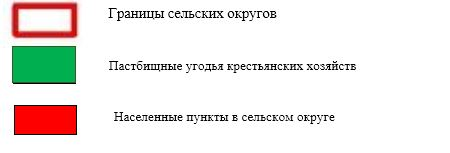 Границы сельских округов
Пастбищные угодья крестьянских хозяйств
Населенные пункты в сельском округе